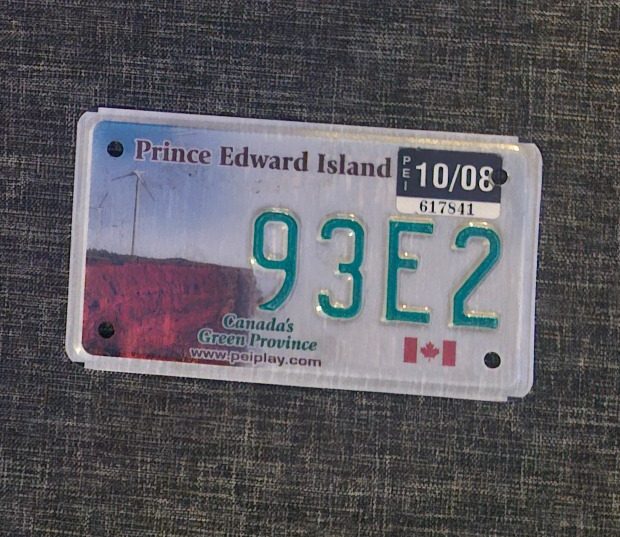 Prince Edward Island
PEI
10/08
617841
93E2
Canada's
Green Province
www.peiplay.com